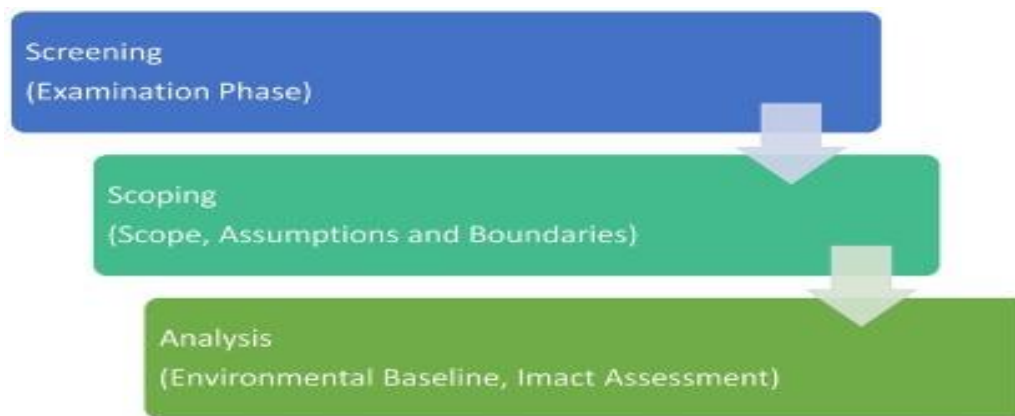 Screening
(Examination Phase)
Scoping
(Scope, Assumptions and Boundaries)
Analysis
(Environmental Baseline, Imact Assessment)